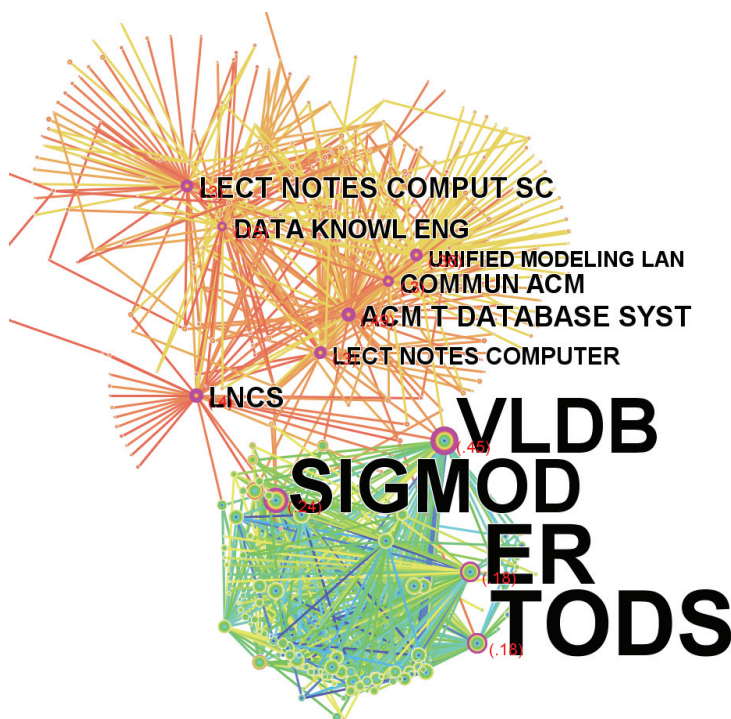 LECT NOTES COMPUT SC
DATA KNOWL ENG
UNIFIED MODELING LAN
COMMUN ACM
ACM T DATABASE SYST
LECT NOTES COMPUTER
LNCS
VLDB
(.45)
SIGMOD
(.24)
ER
(.18)
TODS
(.18)